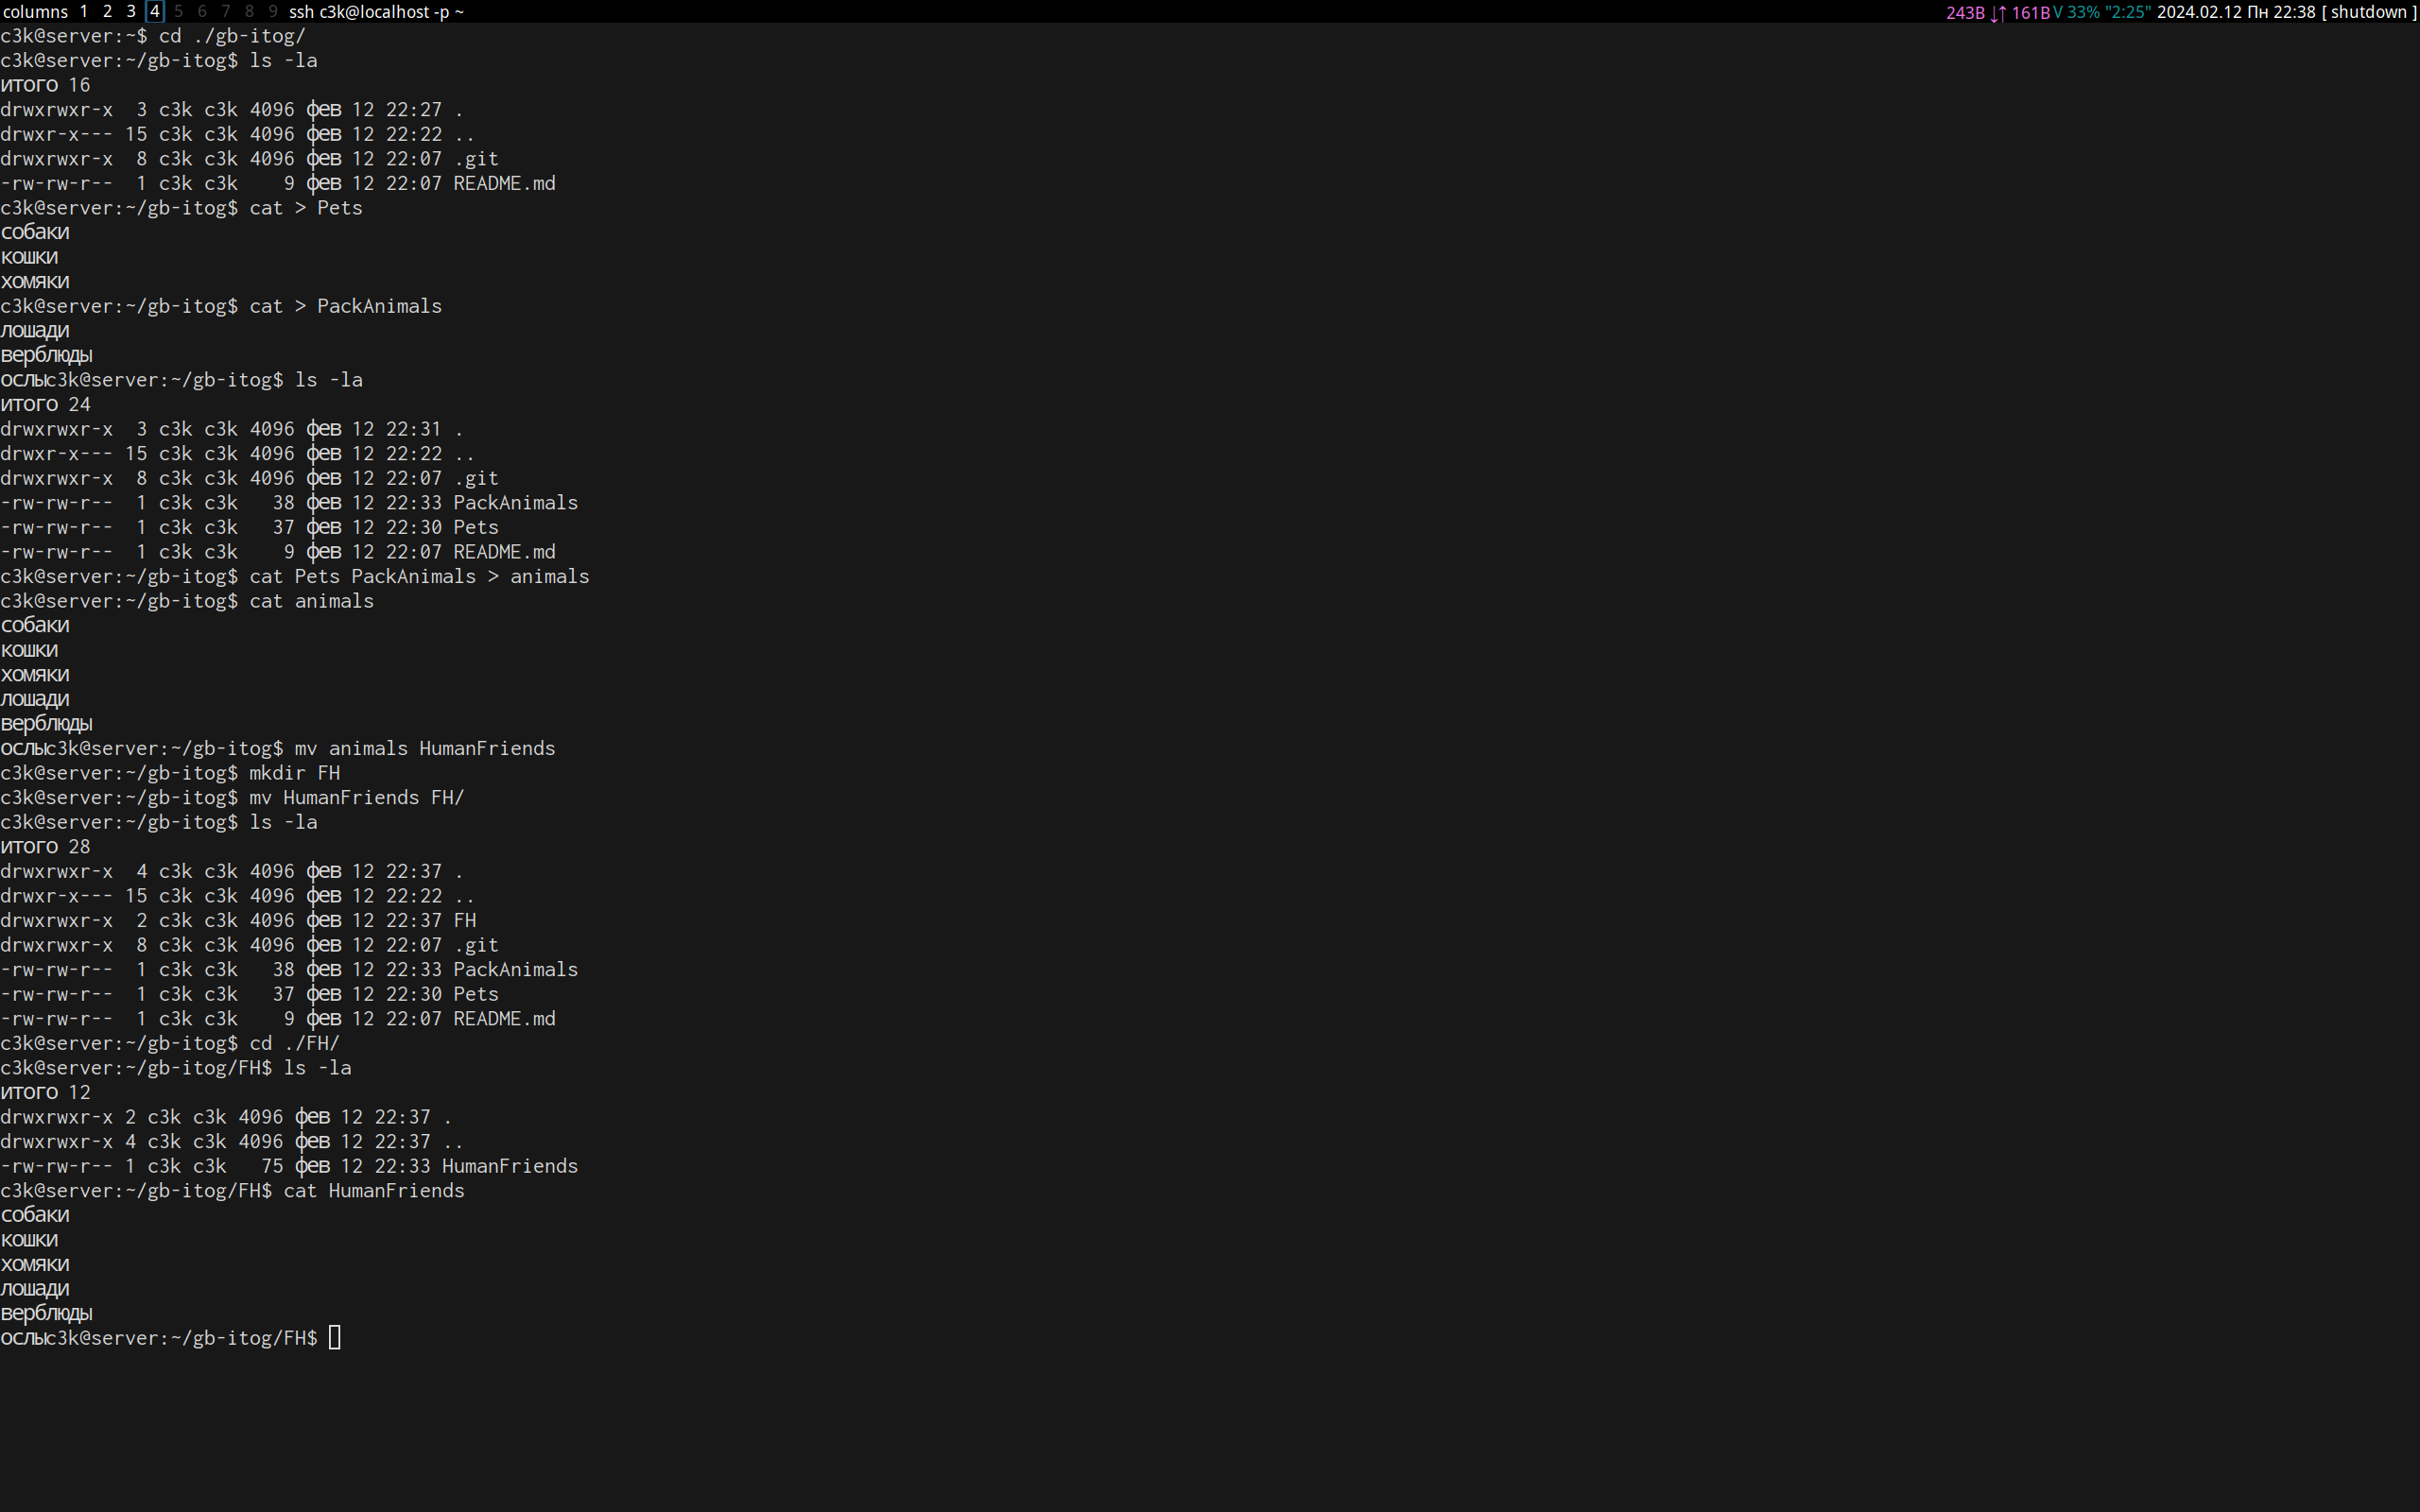 columns 1 2 3 4 5 6 7 8 9 ssh c3k@localhost -p ~ 243B ↓↑ 161B V 33% "2:25" 2024.02.12 Пн 22:38 [ shutdown ]
c3k@server:~$ cd ./gb-itog/
c3k@server:~/gb-itog$ ls -la
итого 16
drwxrwxr-x  3 c3k c3k 4096 фев 12 22:27 .
drwxr-x--- 15 c3k c3k 4096 фев 12 22:22 ..
drwxrwxr-x  8 c3k c3k 4096 фев 12 22:07 .git
-rw-rw-r--  1 c3k c3k    9 фев 12 22:07 README.md
c3k@server:~/gb-itog$ cat > Pets
собаки
кошки
хомяки
c3k@server:~/gb-itog$ cat > PackAnimals
лошади
верблюды
ослыc3k@server:~/gb-itog$ ls -la
итого 24
drwxrwxr-x  3 c3k c3k 4096 фев 12 22:31 .
drwxr-x--- 15 c3k c3k 4096 фев 12 22:22 ..
drwxrwxr-x  8 c3k c3k 4096 фев 12 22:07 .git
-rw-rw-r--  1 c3k c3k   38 фев 12 22:33 PackAnimals
-rw-rw-r--  1 c3k c3k   37 фев 12 22:30 Pets
-rw-rw-r--  1 c3k c3k    9 фев 12 22:07 README.md
c3k@server:~/gb-itog$ cat Pets PackAnimals > animals
c3k@server:~/gb-itog$ cat animals
собаки
кошки
хомяки
лошади
верблюды
ослыc3k@server:~/gb-itog$ mv animals HumanFriends
c3k@server:~/gb-itog$ mkdir FH
c3k@server:~/gb-itog$ mv HumanFriends FH/
c3k@server:~/gb-itog$ ls -la
итого 28
drwxrwxr-x  4 c3k c3k 4096 фев 12 22:37 .
drwxr-x--- 15 c3k c3k 4096 фев 12 22:22 ..
drwxrwxr-x  2 c3k c3k 4096 фев 12 22:37 FH
drwxrwxr-x  8 c3k c3k 4096 фев 12 22:07 .git
-rw-rw-r--  1 c3k c3k   38 фев 12 22:33 PackAnimals
-rw-rw-r--  1 c3k c3k   37 фев 12 22:30 Pets
-rw-rw-r--  1 c3k c3k    9 фев 12 22:07 README.md
c3k@server:~/gb-itog$ cd ./FH/
c3k@server:~/gb-itog/FH$ ls -la
итого 12
drwxrwxr-x 2 c3k c3k 4096 фев 12 22:37 .
drwxrwxr-x 4 c3k c3k 4096 фев 12 22:37 ..
-rw-rw-r-- 1 c3k c3k   75 фев 12 22:33 HumanFriends
c3k@server:~/gb-itog/FH$ cat HumanFriends
собаки
кошки
хомяки
лошади
верблюды
ослыc3k@server:~/gb-itog/FH$